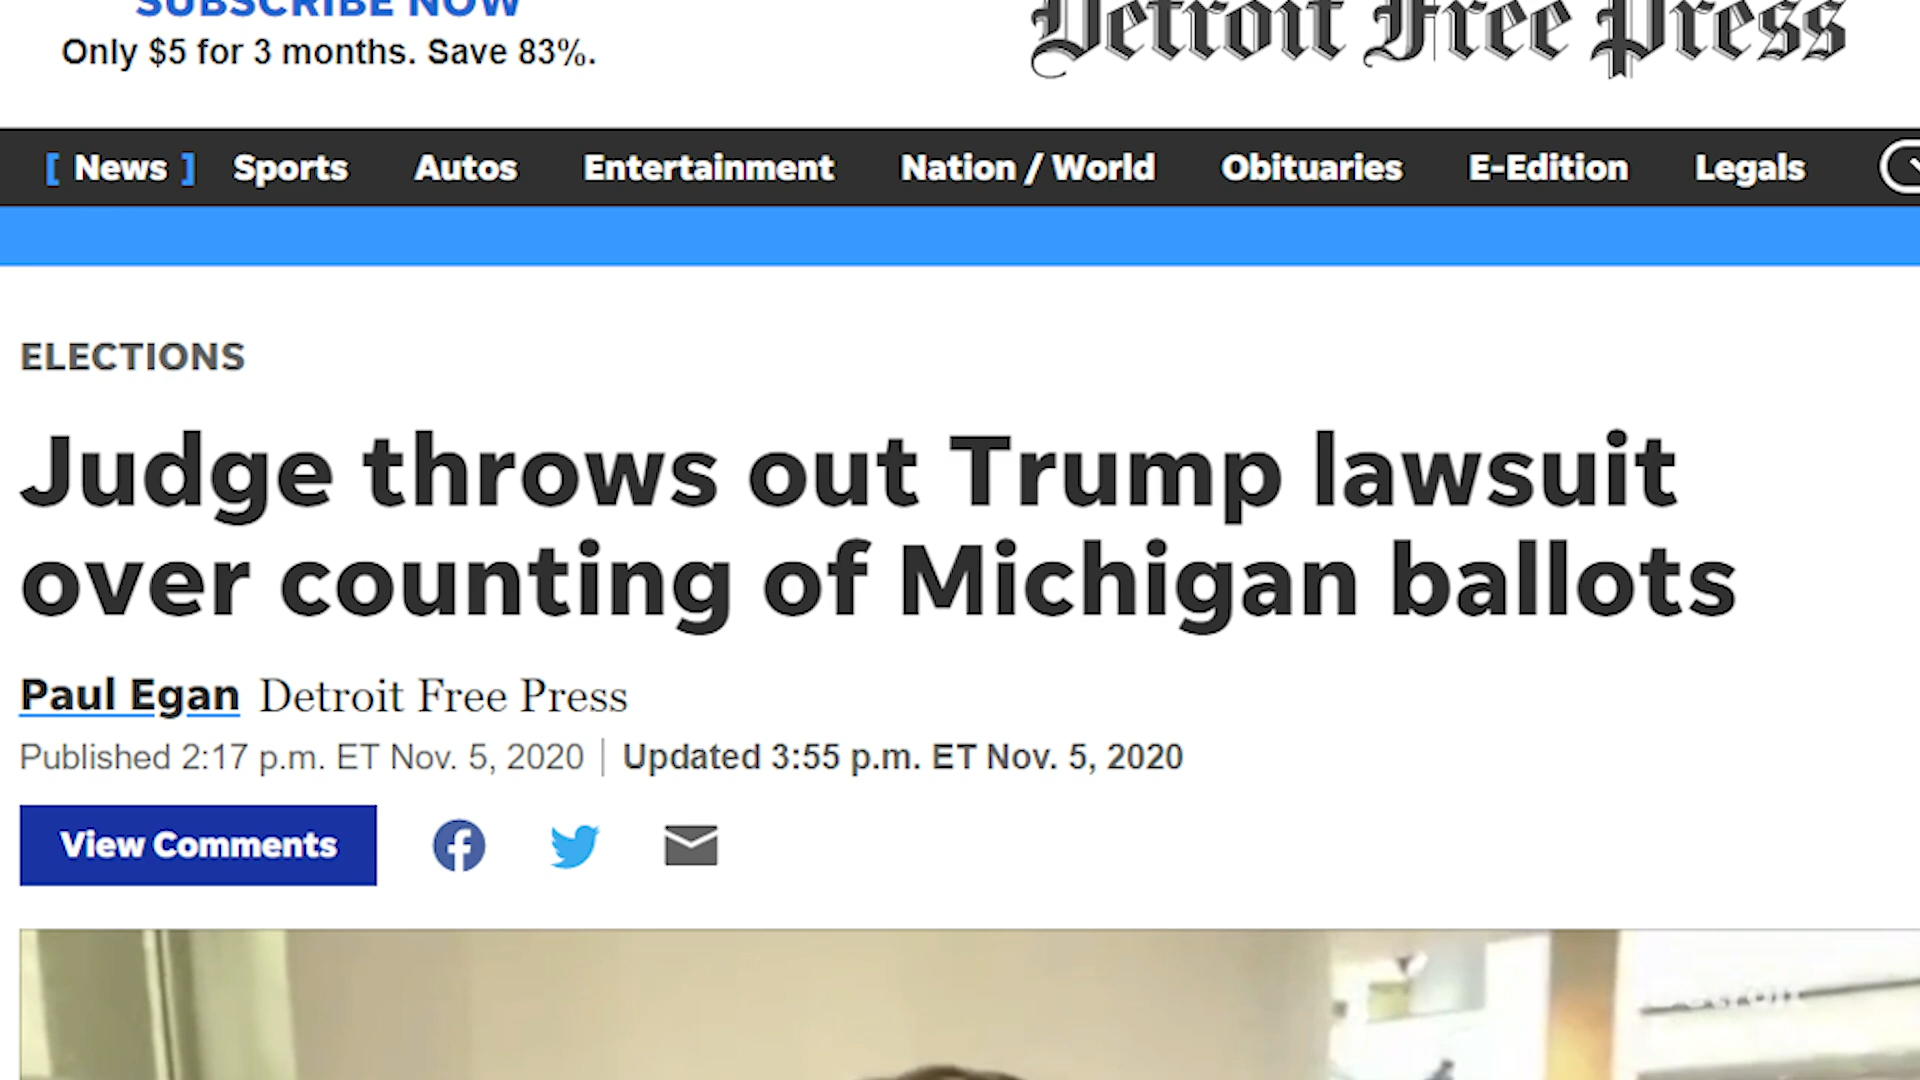 SUBSCRIBE NOW
Only $5 for 3 months. Save 83%.
Detroit Free Press
[ News ] Sports Autos Entertainment Nation / World Obituaries E-Edition Legals
ELECTIONS
Judge throws out Trump lawsuit
over counting of Michigan ballots
Paul Egan Detroit Free Press
Published 2:17 p.m. ET Nov. 5, 2020 | Updated 3:55 p.m. ET Nov. 5, 2020
View Comments